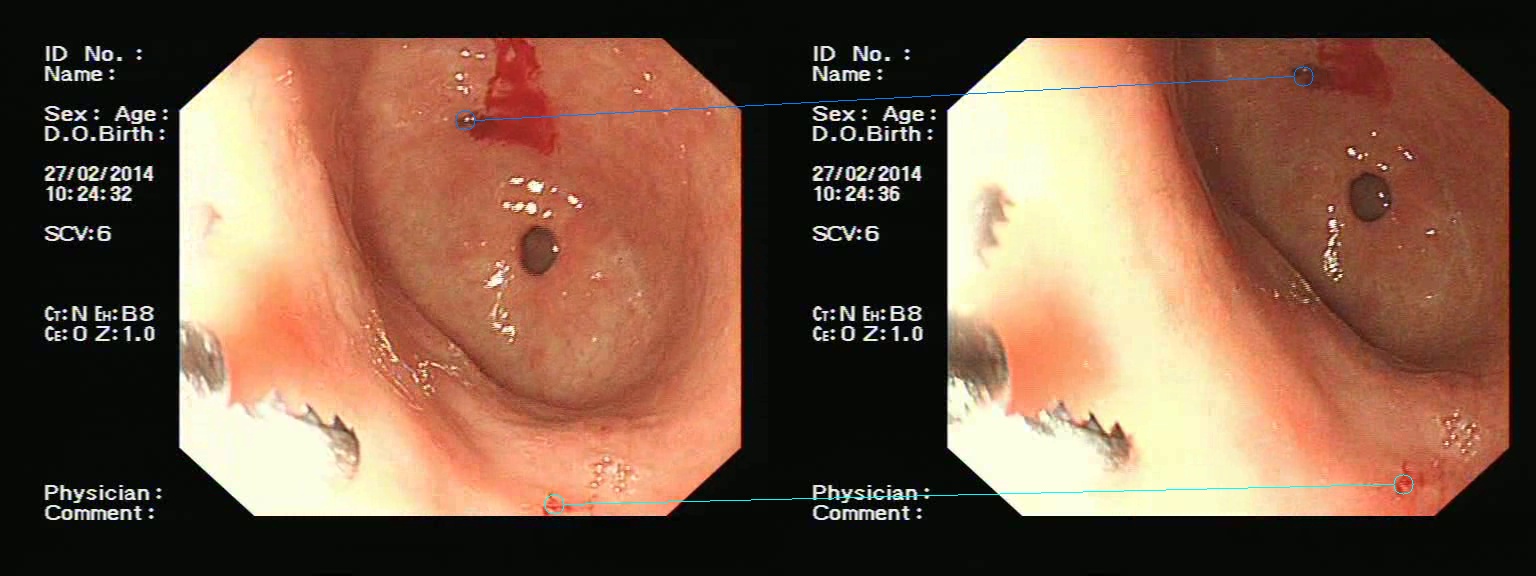 ID No. :
Name:
Sex: Age:
D.O.Birth:
27/02/2014
10:24:32
SCV:6
CT:N EH:B8
CE:0 Z:1.0
Physician:
Comment:
ID No. :
Name:
Sex: Age:
D.O.Birth:
27/02/2014
10:24:36
SCV:6
CT:N EH:B8
CE:0 Z:1.0
Physician:
Comment: